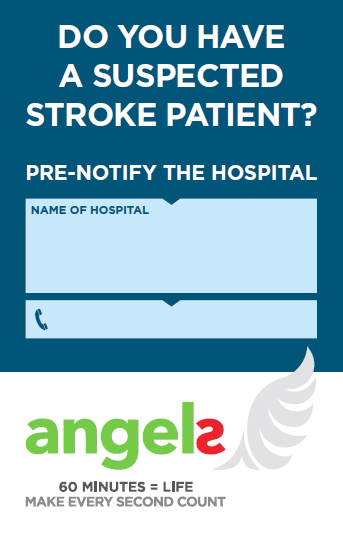 DO YOU HAVE
A SUSPECTED
STROKE PATIENT?
PRE-NOTIFY THE HOSPITAL
NAME OF HOSPITAL
angels
60 MINUTES = LIFE
MAKE EVERY SECOND COUNT